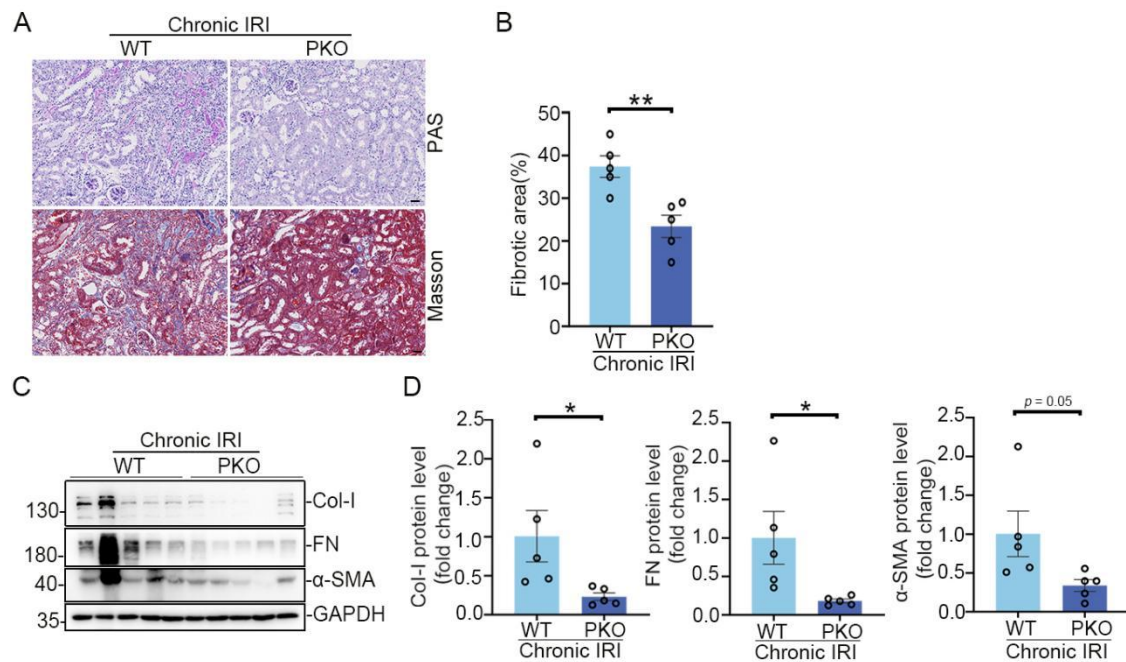 A
Chronic IRI
WT PKO
PAS
Masson
B
**
50
40
30
20
10
0
Fibrotic area(%)
WT PKO
Chronic IRI
C
Chronic IRI
WT PKO
130- -Col-I
180- -FN
40- -α-SMA
35- -GAPDH
D
*
2.5
2.0
1.5
1.0
0.5
0.0
Col-I protein level
(fold change)
WT PKO
Chronic IRI
*
2.5
2.0
1.5
1.0
0.5
0.0
FN protein level
(fold change)
WT PKO
Chronic IRI
p = 0.05
2.5
2.0
1.5
1.0
0.5
0.0
α-SMA protein level
(fold change)
WT PKO
Chronic IRI